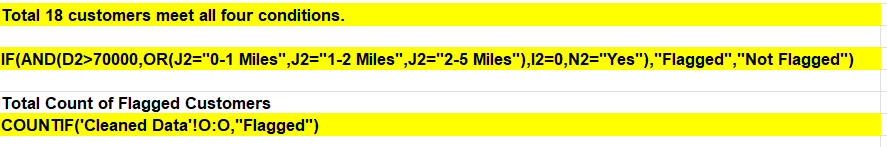 Total 18 customers meet all four conditions.
IF(AND(D2>70000,OR(J2="0-1 Miles",J2="1-2 Miles",J2="2-5 Miles"),I2=0,N2="Yes"),"Flagged","Not Flagged")
Total Count of Flagged Customers
COUNTIF('Cleaned Data'!O:O,"Flagged")